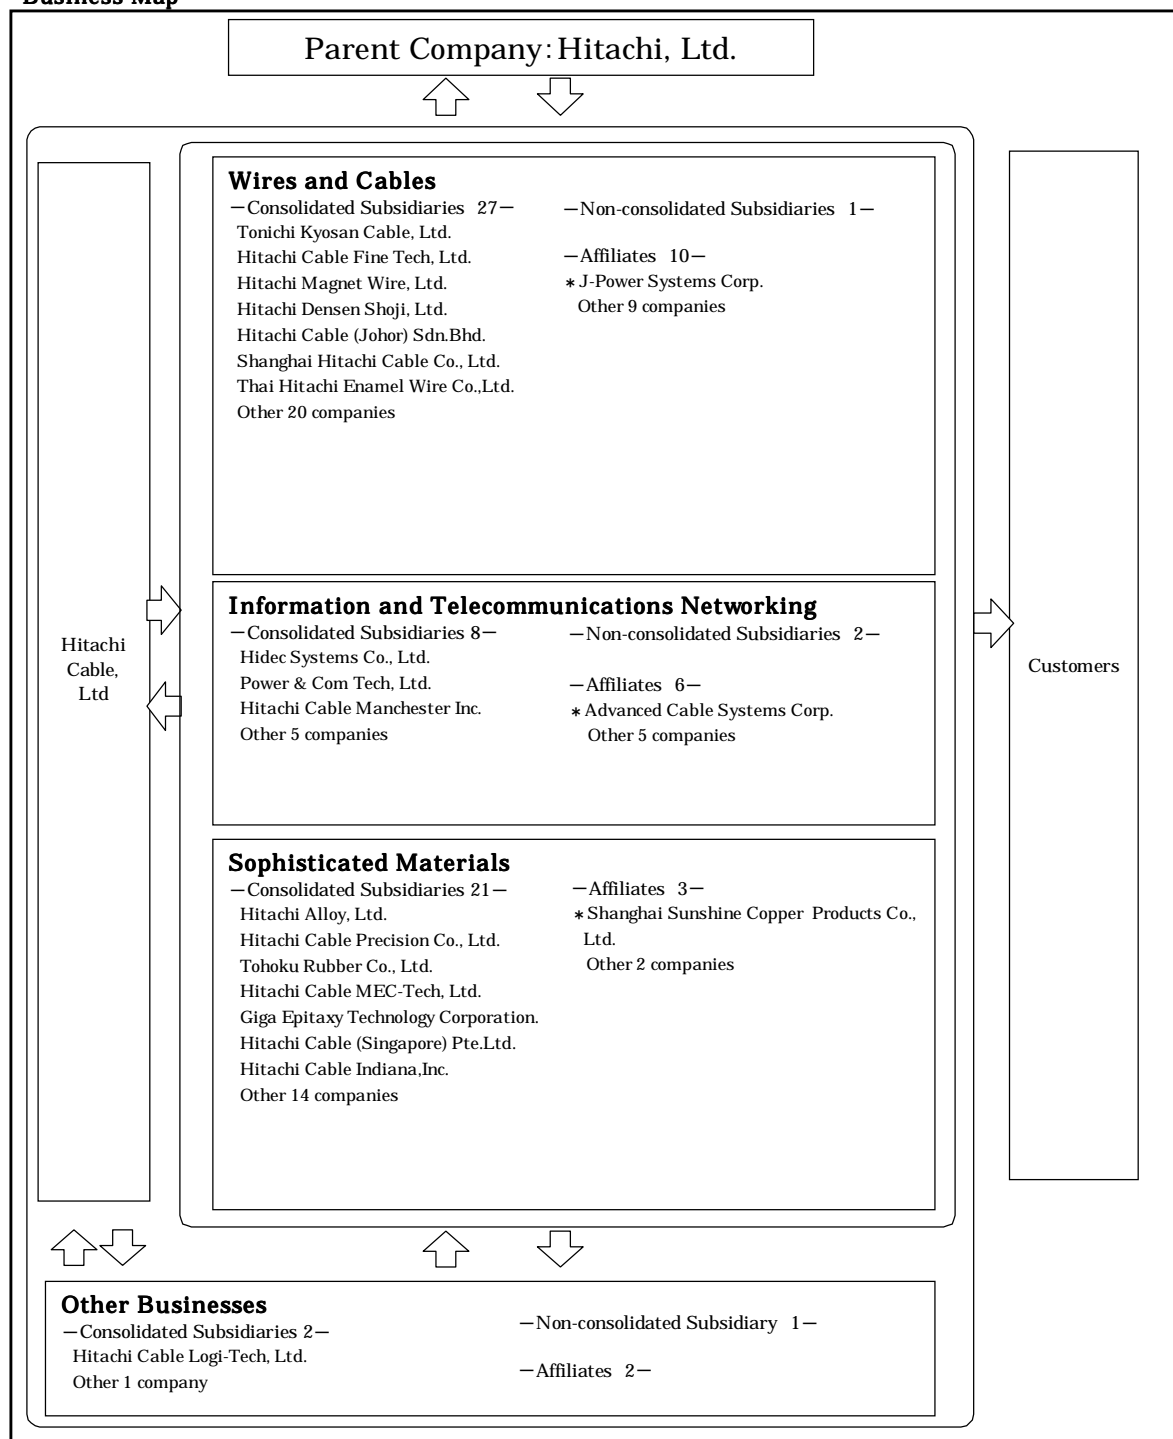 Business Map
Parent Company: Hitachi, Ltd.
Hitachi
Cable,
Ltd
Wires and Cables
—Consolidated Subsidiaries 27—
Tonichi Kyosan Cable, Ltd.
Hitachi Cable Fine Tech, Ltd.
Hitachi Magnet Wire, Ltd.
Hitachi Densen Shoji, Ltd.
Hitachi Cable (Johor) Sdn.Bhd.
Shanghai Hitachi Cable Co., Ltd.
Thai Hitachi Enamel Wire Co.,Ltd.
Other 20 companies
—Non-consolidated Subsidiaries 1—
—Affiliates 10—
* J-Power Systems Corp.
Other 9 companies
Information and Telecommunications Networking
—Consolidated Subsidiaries 8—
Hidec Systems Co., Ltd.
Power & Com Tech, Ltd.
Hitachi Cable Manchester Inc.
Other 5 companies
—Non-consolidated Subsidiaries 2—
—Affiliates 6—
* Advanced Cable Systems Corp.
Other 5 companies
Sophisticated Materials
—Consolidated Subsidiaries 21—
Hitachi Alloy, Ltd.
Hitachi Cable Precision Co., Ltd.
Tohoku Rubber Co., Ltd.
Hitachi Cable MEC-Tech, Ltd.
Giga Epitaxy Technology Corporation.
Hitachi Cable (Singapore) Pte.Ltd.
Hitachi Cable Indiana,Inc.
Other 14 companies
—Affiliates 3—
* Shanghai Sunshine Copper Products Co.,
Ltd.
Other 2 companies
Customers
Other Businesses
—Consolidated Subsidiaries 2—
Hitachi Cable Logi-Tech, Ltd.
Other 1 company
—Non-consolidated Subsidiary 1—
—Affiliates 2—